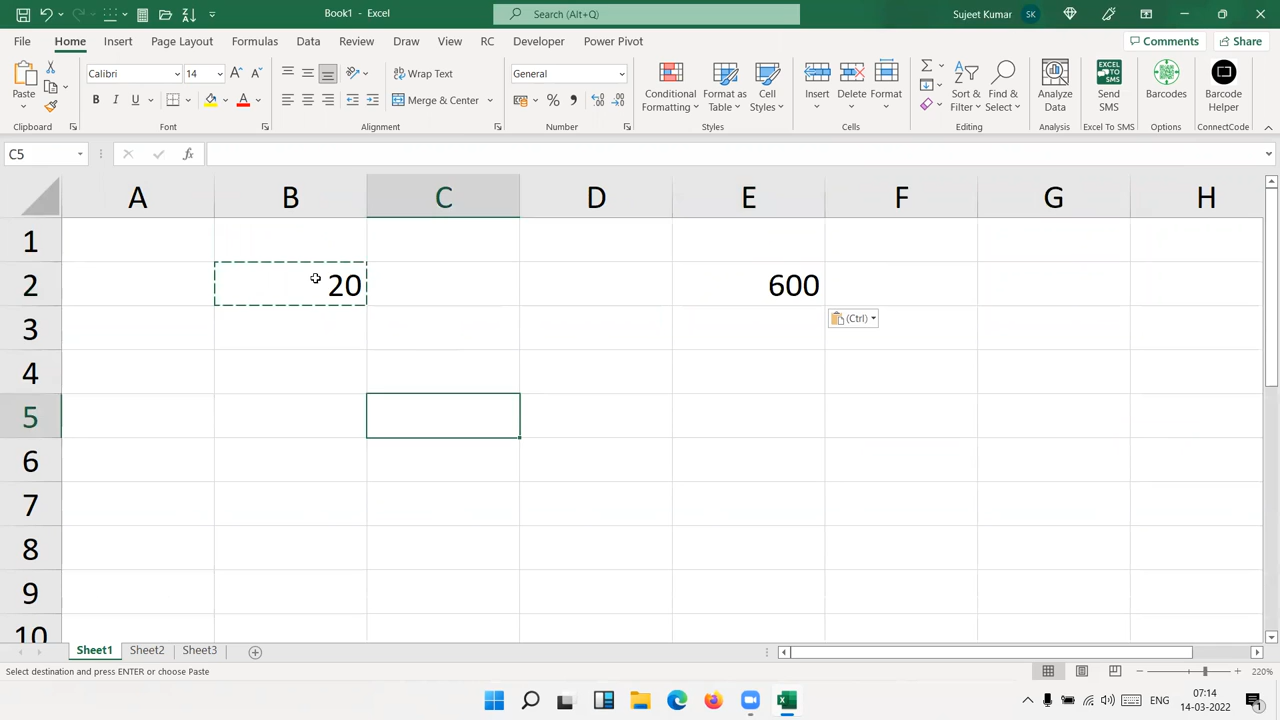 Book1 - Excel
Search (Alt+Q)
Sujeet Kumar
SK
File Home Insert Page Layout Formulas Data Review View Draw RC Developer Power Pivot
Comments
Share
Paste
Calibri
14
Wrap Text
Merge & Center
General
Conditional Formatting
Format as Table
Cell Styles
Insert
Delete
Format
Sort & Filter
Find & Select
Analyze Data
Send SMS
Barcodes
Barcode Helper
Clipboard
Font
Alignment
Number
Styles
Cells
Editing
Analysis
Excel To SMS
Options
ConnectCode
C5
fx
A B C D E F G H
1
2 20 600
(Ctrl)
3
4
5
6
7
8
9
10
Sheet1 Sheet2 Sheet3
Select destination and press ENTER or choose Paste
220%
ENG
07:14
14-03-2022